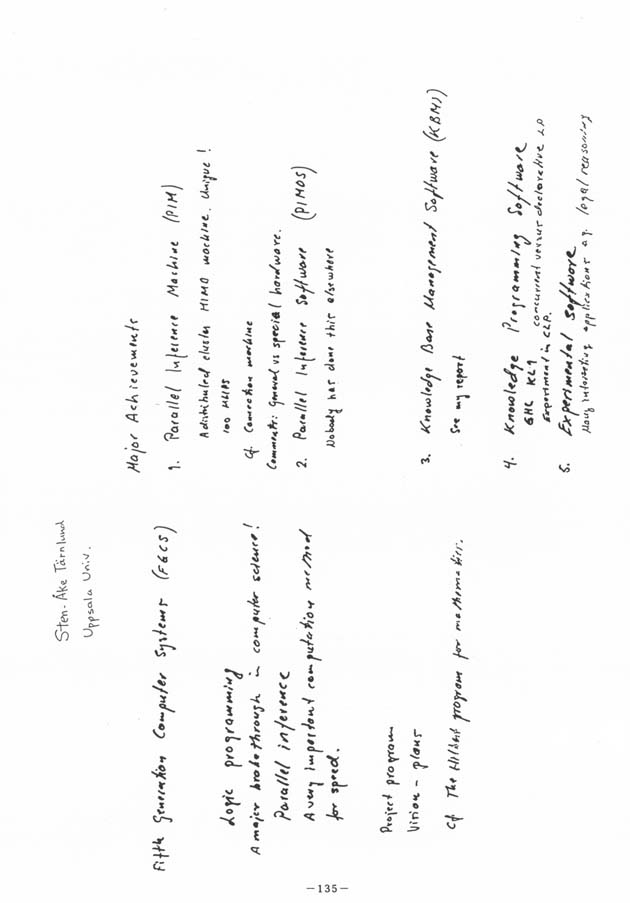 Sten-Åke Tärnlund
Uppsala Univ.
Fifth Generation Computer Systems (FGCS)
Logic programming
A major brakethrough in computer science!
Parallel inference
A very important computation method
for speed.
Project program
Vision - plans
Cf The Hilbert program for mathematics.
Major Achievements
1. Parallel Inference Machine (PIM)
A distributed cluster MIMD machine. Unique!
100 MLIPS
Cf. Connection machine
Comments: General vs special hardware.
2. Parallel Inference Software (PIMOS)
Nobody has done this elsewhere
3. Knowledge Base Management Software (KBMS)
See my report
4. Knowledge Programming Software
GHC KL1 concurrent versus declarative LP
Experiment in CLP.
5. Experimental Software
Many interesting applications e.g. legal reasoning
-135-